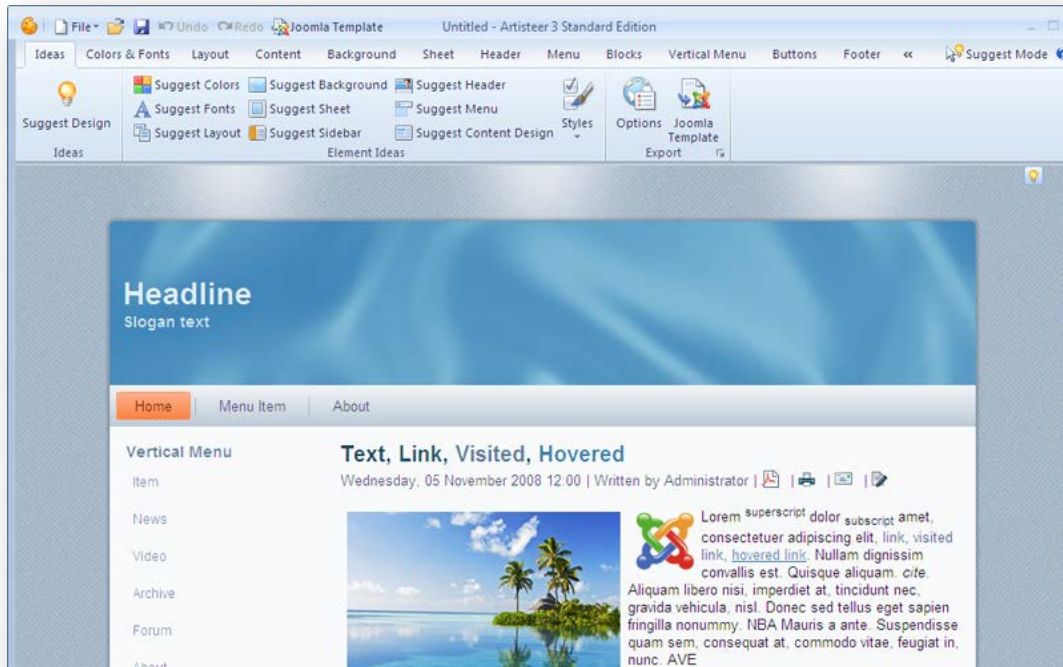 File Undo Redo Joomla Template Untitled - Artisteer 3 Standard Edition
Ideas Colors & Fonts Layout Content Background Sheet Header Menu Blocks Vertical Menu Buttons Footer « Suggest Mode
Suggest Colors Suggest Background Suggest Header
Suggest Fonts Suggest Sheet Suggest Menu
Suggest Layout Suggest Sidebar Suggest Content Design
Suggest Design
Styles
Options Joomla Template
Ideas Element Ideas Export
Headline
Slogan text
Home Menu Item About
Vertical Menu
Item
News
Video
Archive
Forum
About
Text, Link, Visited, Hovered
Wednesday, 05 November 2008 12:00 | Written by Administrator | | | |
Lorem superscript dolor subscript amet,
consectetuer adipiscing elit, link, visited
link, hovered link. Nullam dignissim
convallis est. Quisque aliquam. cite.
Aliquam libero nisi, imperdiet at, tincidunt nec,
gravida vehicula, nisl. Donec sed tellus eget sapien
fringilla nonummy. NBA Mauris a ante. Suspendisse
quam sem, consequat at, commodo vitae, feugiat in,
nunc. AVE